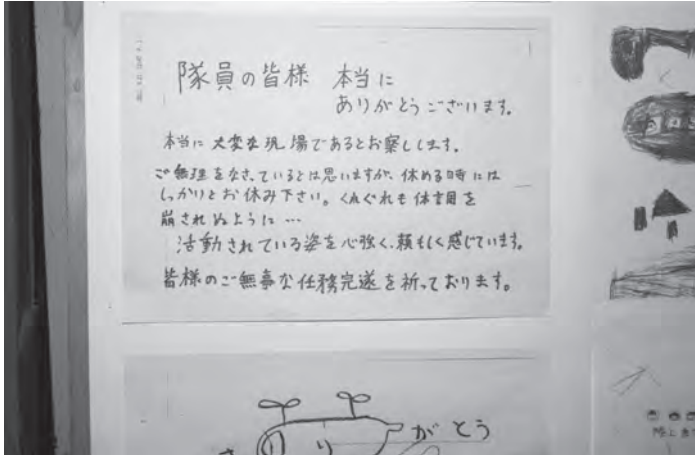 隊員の皆様 本当に
ありがとうございます。
本当に大変な現場であるとお察しします。
ご無理をなさっているとは思いますが、休める時には
しっかりとお休み下さい。くれぐれも体調を
崩されぬように…
活動されている姿を心強く、頼もしく感じています。
皆様のご無事な任務完遂を祈っております。
がとう
り
さ
陸上